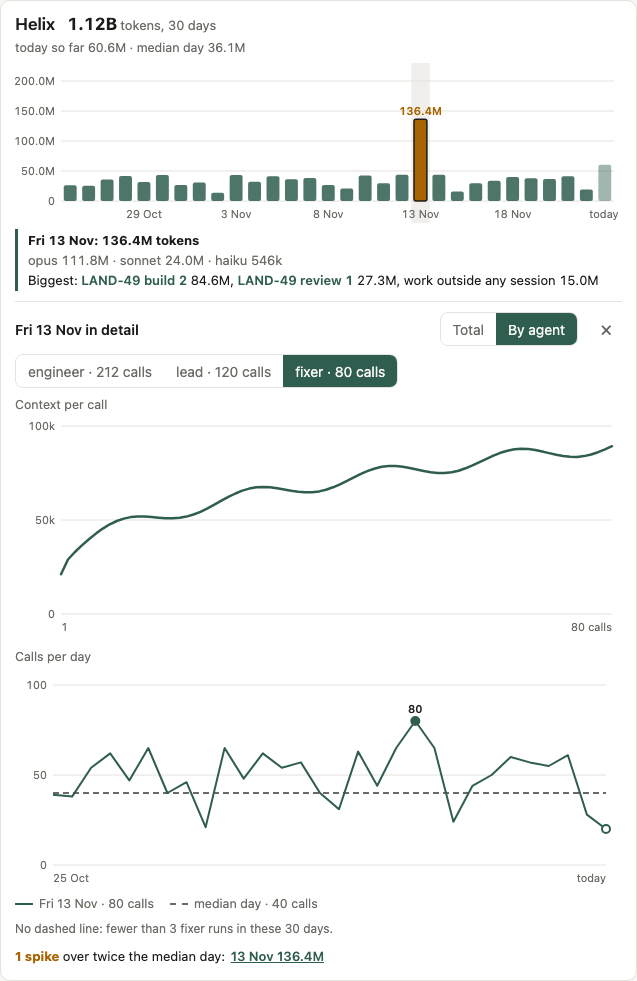 Helix 1.12B tokens, 30 days
today so far 60.6M · median day 36.1M
200.0M
150.0M
136.4M
100.0M
50.0M
0
29 Oct 3 Nov 8 Nov 13 Nov 18 Nov today
Fri 13 Nov: 136.4M tokens
opus 111.8M · sonnet 24.0M · haiku 546k
Biggest: LAND-49 build 2 84.6M, LAND-49 review 1 27.3M, work outside any session 15.0M
Fri 13 Nov in detail Total By agent ×
engineer · 212 calls lead · 120 calls fixer · 80 calls
Context per call
100k
50k
0
1 80 calls
Calls per day
100
80
50
0
25 Oct today
Fri 13 Nov · 80 calls median day · 40 calls
No dashed line: fewer than 3 fixer runs in these 30 days.
1 spike over twice the median day: 13 Nov 136.4M